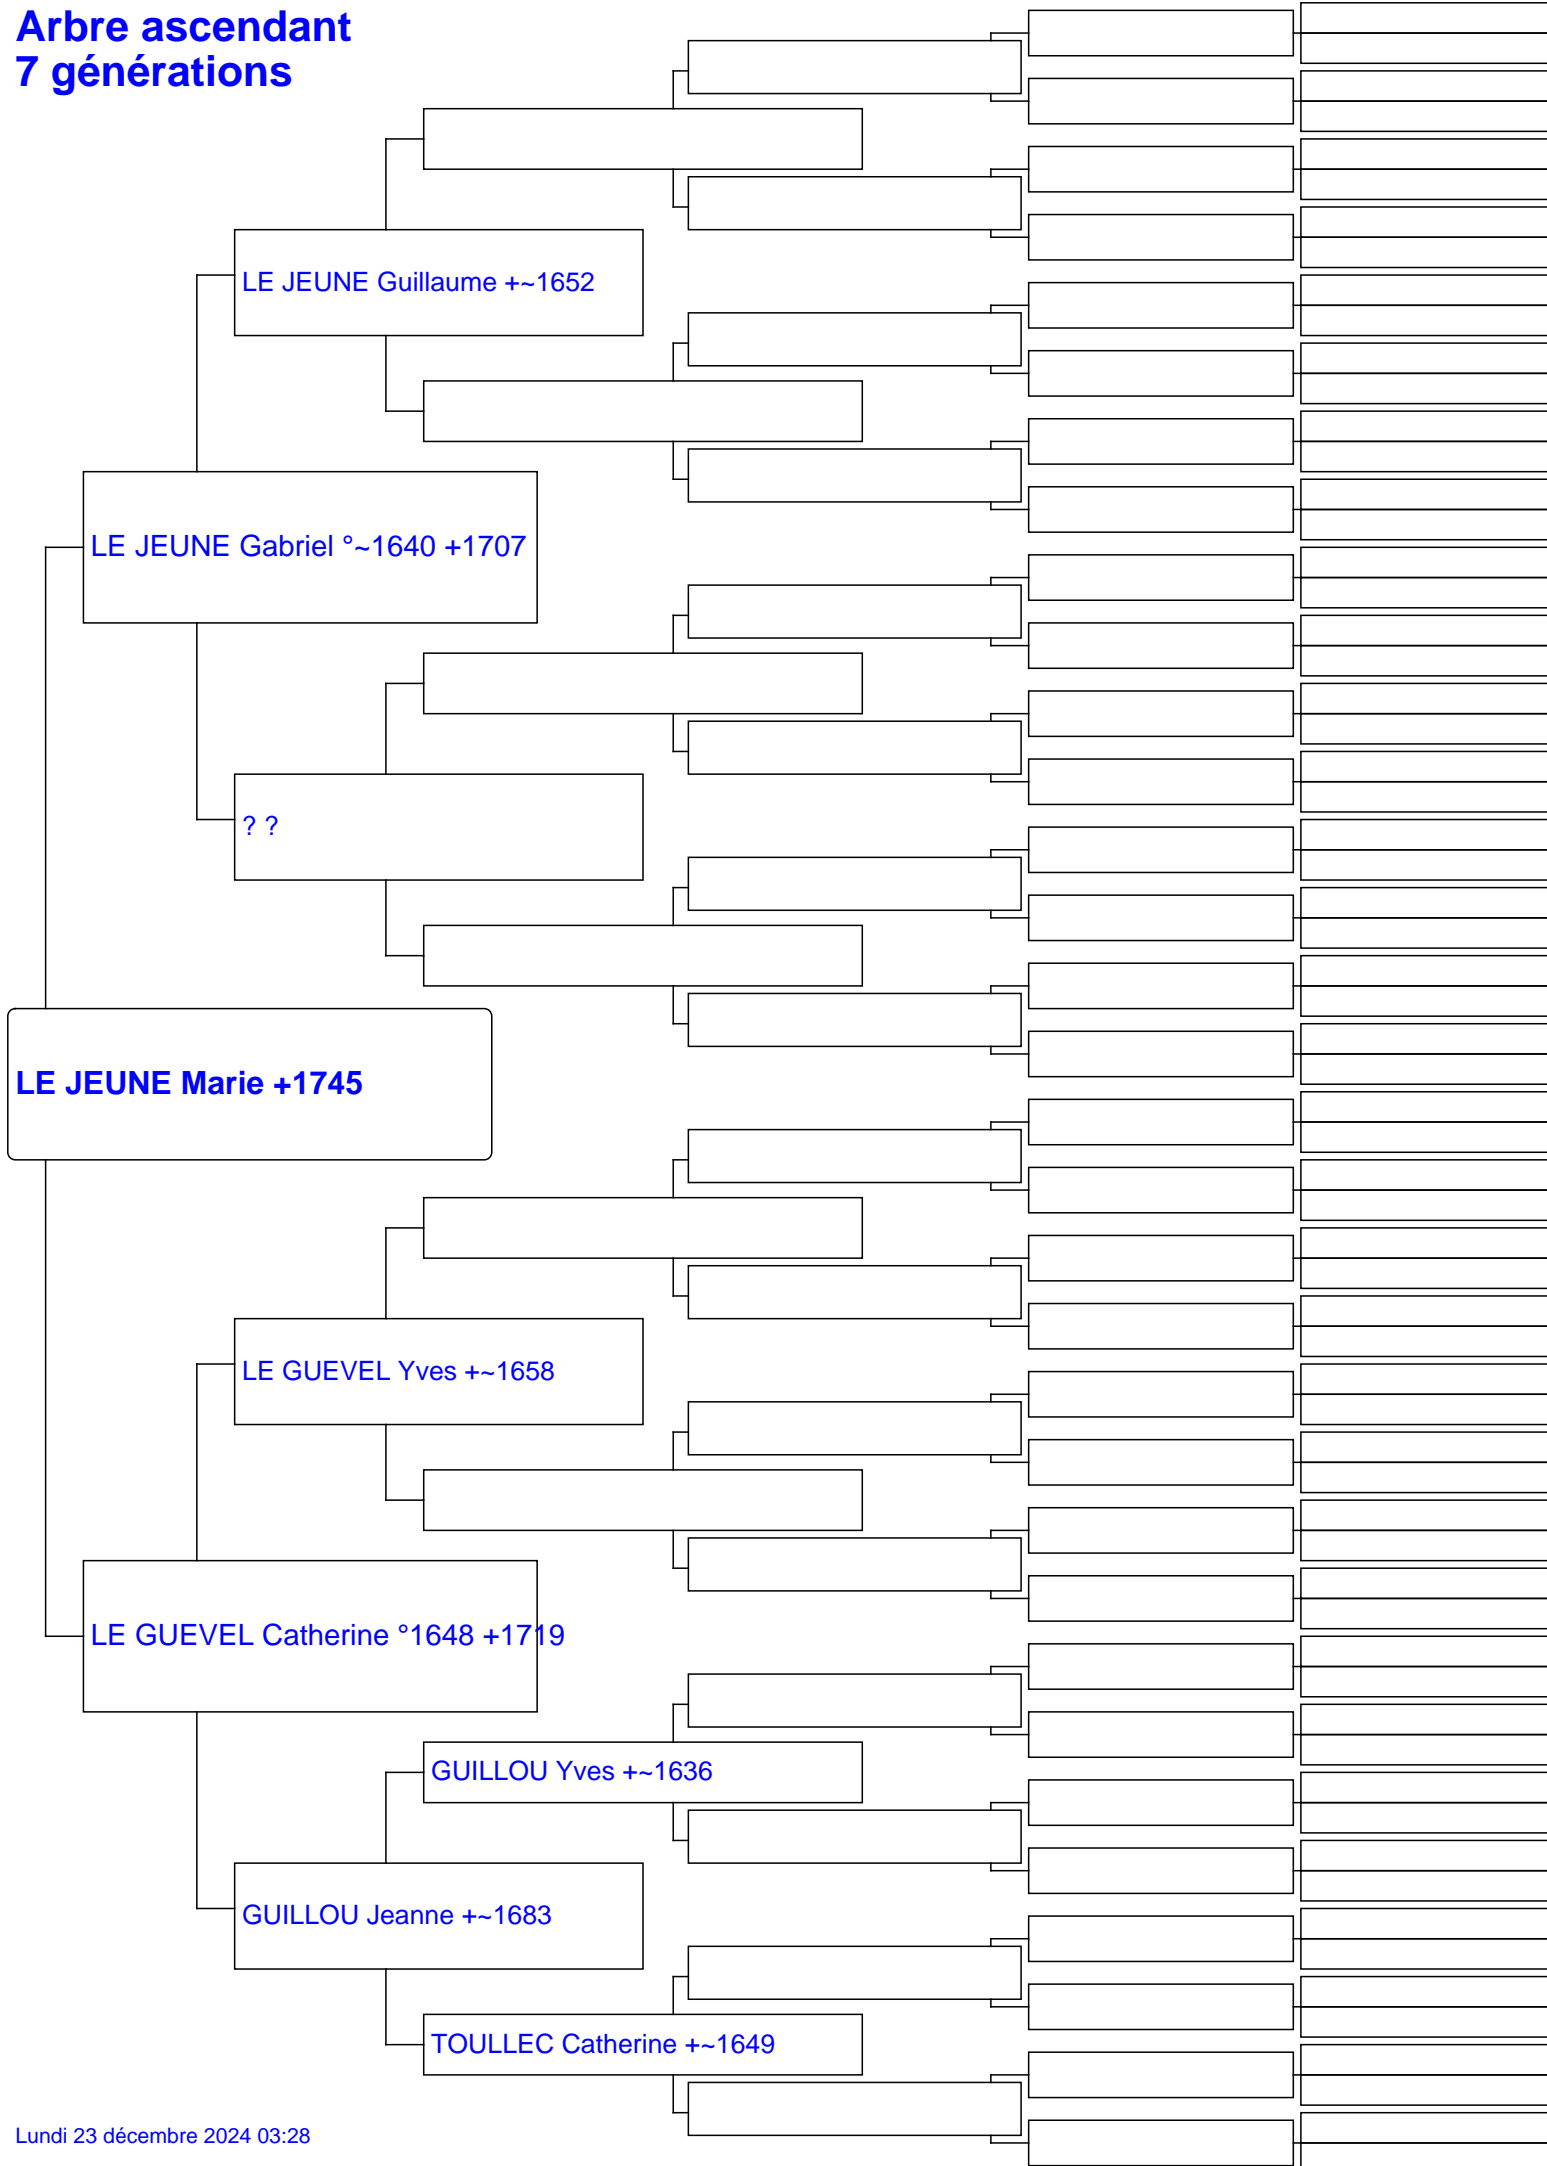 Arbre ascendant
7 générations
LE JEUNE Guillaume +~1652
LE JEUNE Gabriel °~1640 +1707
? ?
LE JEUNE Marie +1745
LE GUEVEL Yves +~1658
LE GUEVEL Catherine °1648 +1719
GUILLOU Yves +~1636
GUILLOU Jeanne +~1683
TOULLEC Catherine +~1649
Lundi 23 décembre 2024 03:28